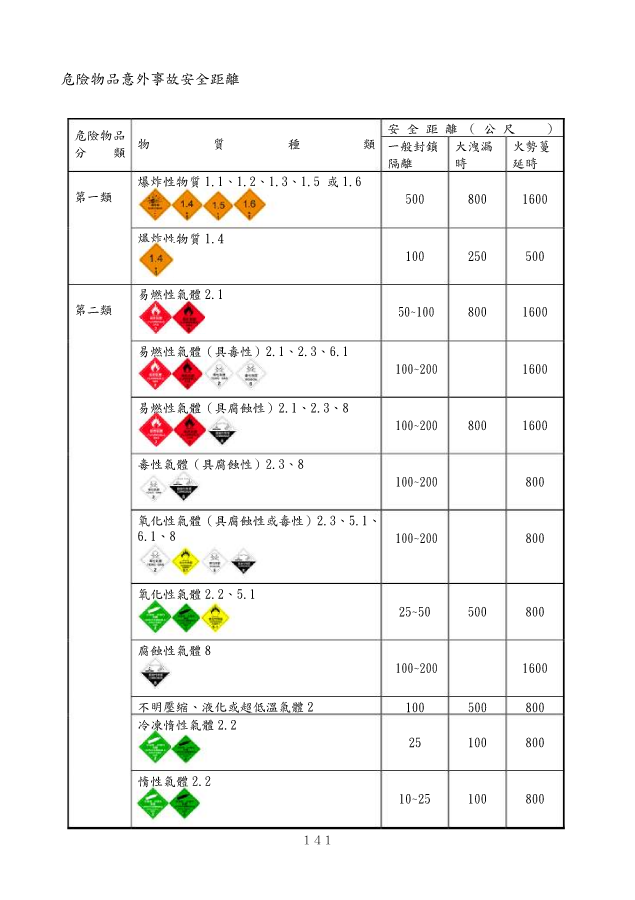 危險物品意外事故安全距離
危險物品
分 類
物 質 種 類
安 全 距 離 ( 公 尺 )
一般封鎖
隔離
大洩漏
時
火勢蔓
延時
第一類
爆炸性物質 1.1、1.2、1.3、1.5 或 1.6
1.4
1.5
1.6
500 800 1600
爆炸性物質 1.4
1.4
100 250 500
第二類
易燃性氣體 2.1
50~100 800 1600
易燃性氣體(具毒性)2.1、2.3、6.1
100~200 1600
易燃性氣體(具腐蝕性)2.1、2.3、8
100~200 800 1600
毒性氣體(具腐蝕性)2.3、8
100~200 800
氧化性氣體(具腐蝕性或毒性)2.3、5.1、
6.1、8
100~200 800
氧化性氣體 2.2、5.1
25~50 500 800
腐蝕性氣體 8
100~200 1600
不明壓縮、液化或超低溫氣體 2 100 500 800
冷凍惰性氣體 2.2
25 100 800
惰性氣體 2.2
10~25 100 800
141